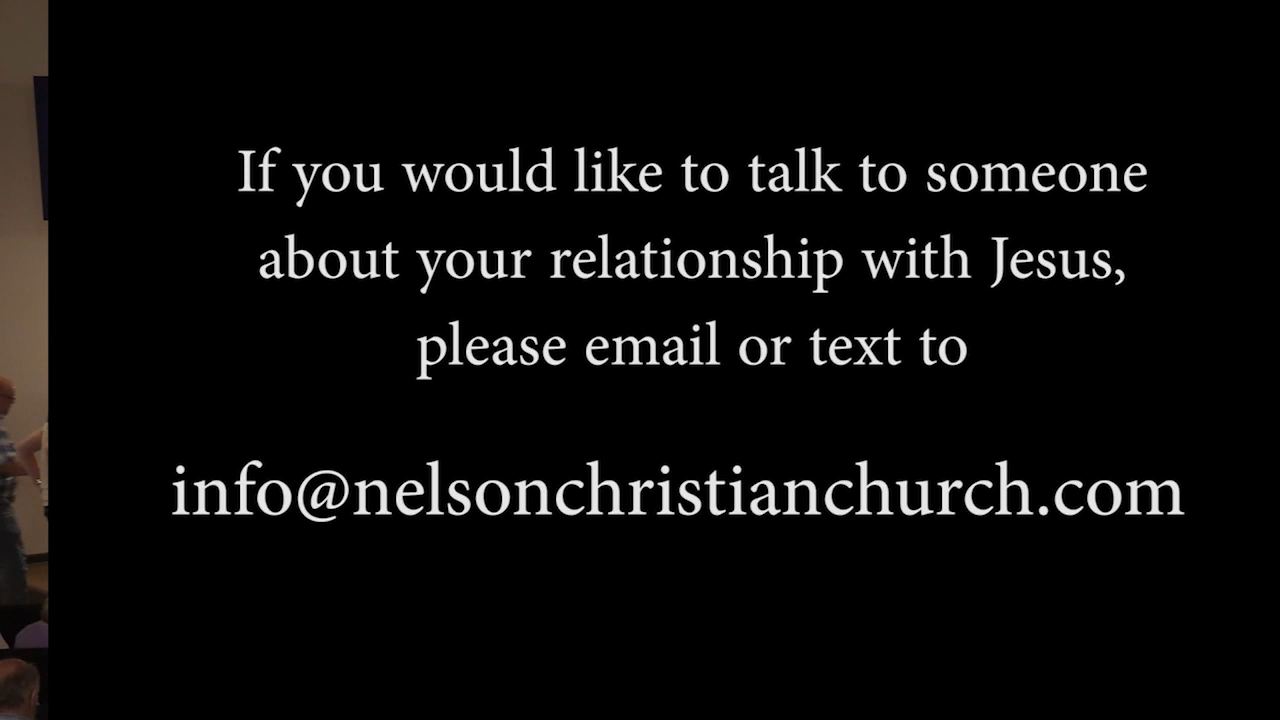 If you would like to talk to someone
about your relationship with Jesus,
please email or text to
info@nelsonchristianchurch.com